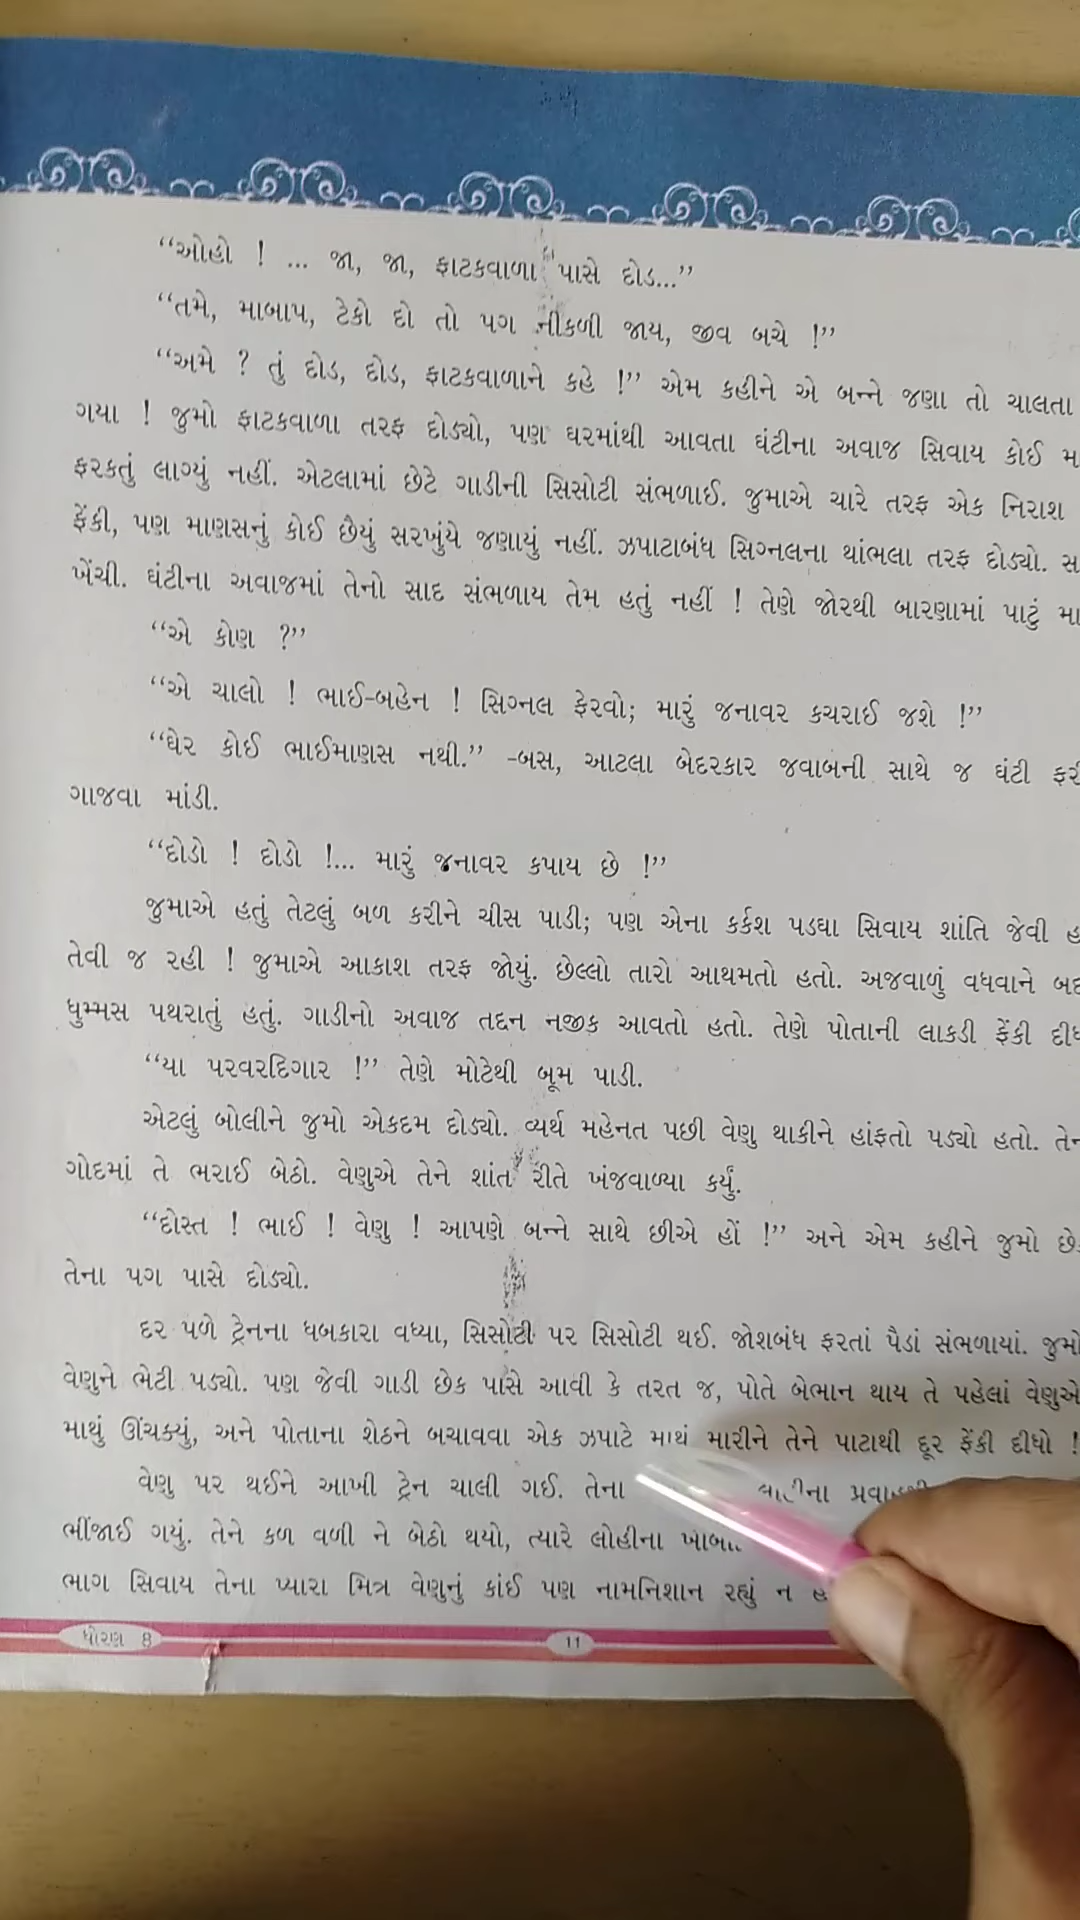 “ઓહો ! ... જા, જા, ફાટકવાળા પાસે દોડ...”
“તમે, માબાપ, ટેકો દો તો પગ નીકળી જાય, જીવ બચે !”
“અમે ? તું દોડ, દોડ, ફાટકવાળાને કહે !” એમ કહીને એ બન્ને જણા તો ચાલતા
ગયા ! જુમો ફાટકવાળા તરફ દોડ્યો, પણ ઘરમાંથી આવતા ઘંટીના અવાજ સિવાય કોઈ
ફરકતું લાગ્યું નહીં. એટલામાં છેટે ગાડીની સિસોટી સંભળાઈ. જુમાએ ચારે તરફ એક નિરાશ
ફેંકી, પણ માણસનું કોઈ છૈયું સરખુંયે જણાયું નહીં. ઝપાટાબંધ સિગ્નલના થાંભલા તરફ દોડ્યો.
ખેંચી. ઘંટીના અવાજમાં તેનો સાદ સંભળાય તેમ હતું નહીં ! તેણે જોરથી બારણામાં પાટું
“એ કોણ ?”
“એ ચાલો ! ભાઈ-બહેન ! સિગ્નલ ફેરવો; મારું જનાવર કચરાઈ જશે !”
“ઘેર કોઈ ભાઈમાણસ નથી.” -બસ, આટલા બેદરકાર જવાબની સાથે જ ઘંટી ફરી
ગાજવા માંડી.
“દોડો ! દોડો !... મારું જનાવર કપાય છે !”
જુમાએ હતું તેટલું બળ કરીને ચીસ પાડી; પણ એના કર્કશ પડઘા સિવાય શાંતિ જેવી
તેવી જ રહી ! જુમાએ આકાશ તરફ જોયું. છેલ્લો તારો આથમતો હતો. અજવાળું વધવાને
ધુમ્મસ પથરાતું હતું. ગાડીનો અવાજ તદ્દન નજીક આવતો હતો. તેણે પોતાની લાકડી ફેંકી
“યા પરવરદિગાર !” તેણે મોટેથી બૂમ પાડી.
એટલું બોલીને જુમો એકદમ દોડ્યો. વ્યર્થ મહેનત પછી વેણુ થાકીને હાંફતો પડ્યો હતો.
ગોદમાં તે ભરાઈ બેઠો. વેણુએ તેને શાંત રીતે ખંજવાળ્યા કર્યું.
“દોસ્ત ! ભાઈ ! વેણુ ! આપણે બન્ને સાથે છીએ હોં !” અને એમ કહીને જુમો
તેના પગ પાસે દોડ્યો.
દર પળે ટ્રેનના ધબકારા વધ્યા, સિસોટી પર સિસોટી થઈ. જોશબંધ ફરતાં પૈડાં સંભળાયાં. જુમો
વેણુને ભેટી પડ્યો. પણ જેવી ગાડી છેક પાસે આવી કે તરત જ, પોતે બેભાન થાય તે પહેલાં વેણુએ
માથું ઊંચક્યું, અને પોતાના શેઠને બચાવવા એક ઝપાટે માથું મારીને તેને પાટાથી દૂર ફેંકી દીધો !
વેણુ પર થઈને આખી ટ્રેન ચાલી ગઈ. તેના
ભીંજાઈ ગયું. તેને કળ વળી ને બેઠો થયો, ત્યારે લોહીના
ભાગ સિવાય તેના પ્યારા મિત્ર વેણુનું કાંઈ પણ નામનિશાન રહ્યું ન
ધોરણ 8
11